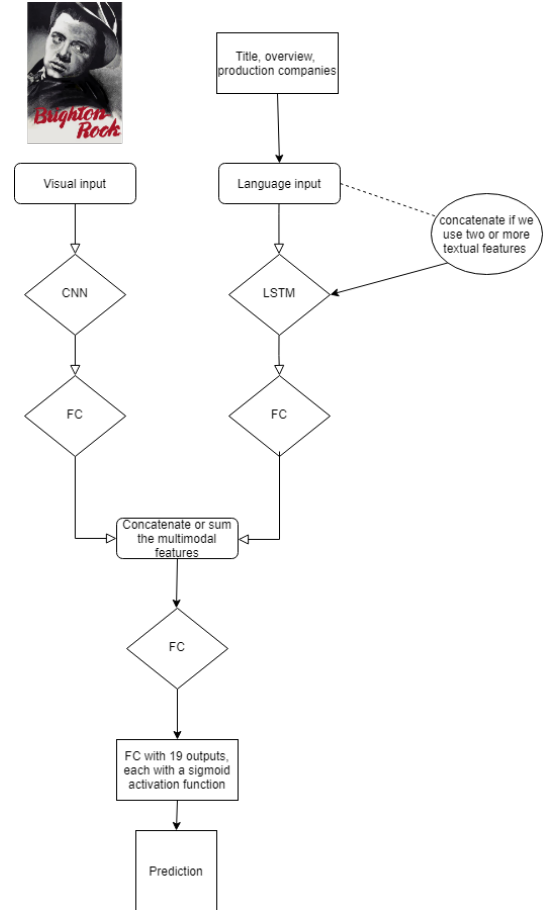 Brighton
Rock
Title, overview,
production companies
Visual input
Language input
concatenate if we
use two or more
textual features
CNN
LSTM
FC
FC
Concatenate or sum
the multimodal
features
FC
FC with 19 outputs,
each with a sigmoid
activation function
Prediction